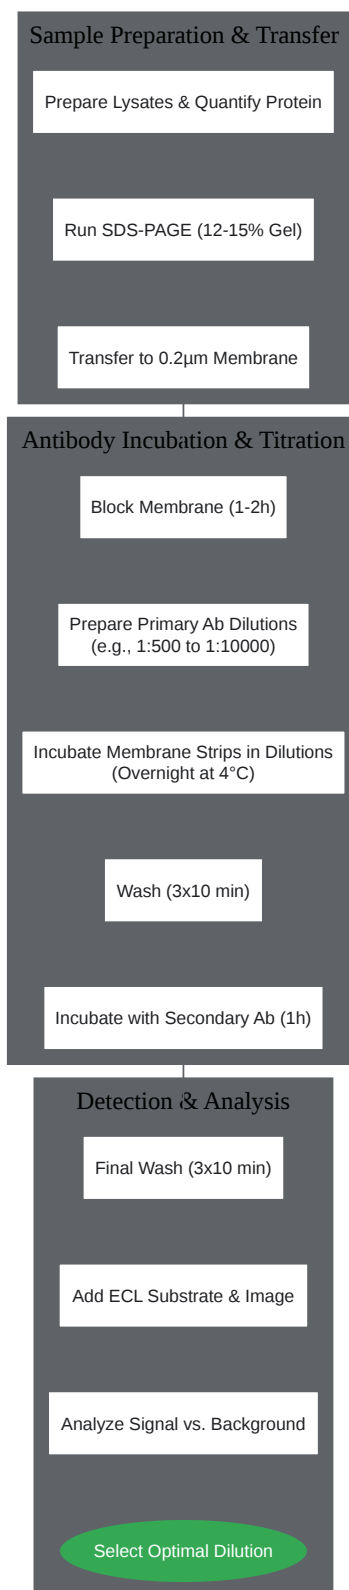 Sample Preparation & Transfer
Prepare Lysates & Quantify Protein
Run SDS-PAGE (12-15% Gel)
Transfer to 0.2µm Membrane
Antibody Incubation & Titration
Block Membrane (1-2h)
Prepare Primary Ab Dilutions
(e.g., 1:500 to 1:10000)
Incubate Membrane Strips in Dilutions
(Overnight at 4°C)
Wash (3x10 min)
Incubate with Secondary Ab (1h)
Detection & Analysis
Final Wash (3x10 min)
Add ECL Substrate & Image
Analyze Signal vs. Background
Select Optimal Dilution